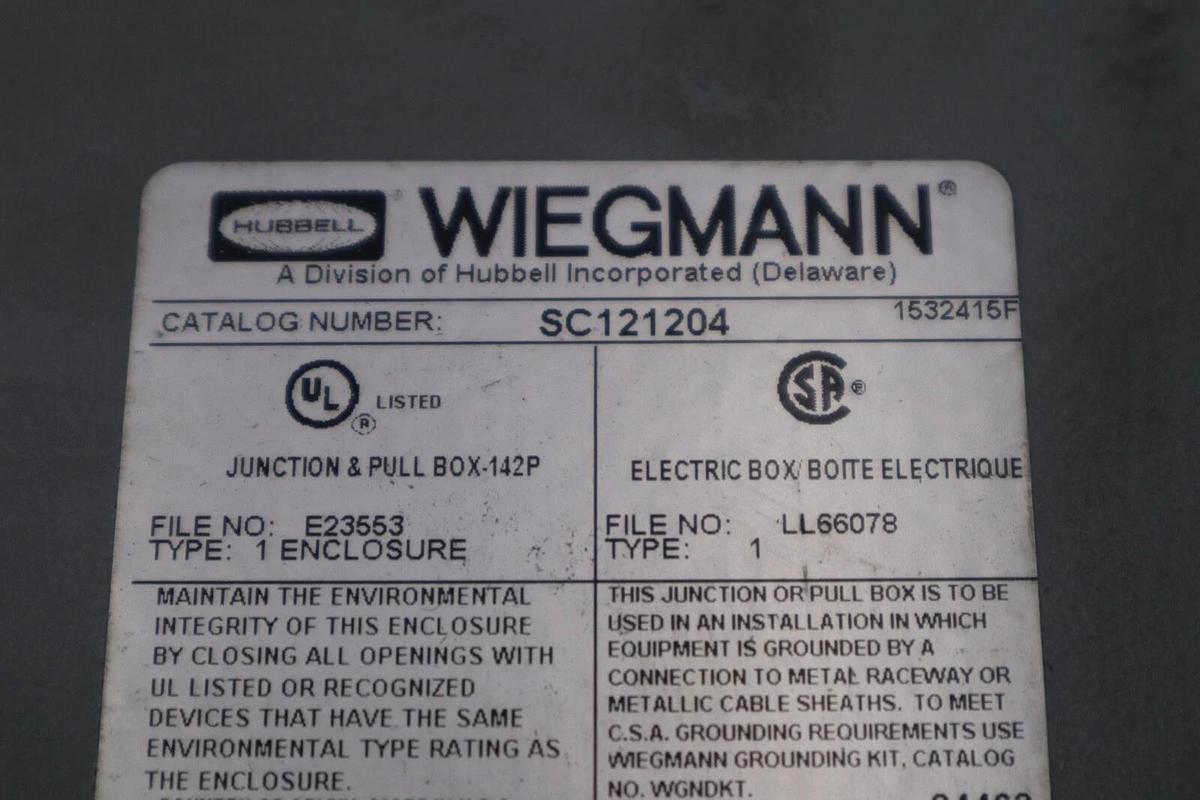 HUBBELL ® WIEGMANN ®
A Division of Hubbell Incorporated (Delaware)
CATALOG NUMBER: SC121204 1532415F
UL LISTED ®
JUNCTION & PULL BOX-142P
FILE NO: E23553
TYPE: 1 ENCLOSURE
SA ®
ELECTRIC BOX/BOITE ELECTRIQUE
FILE NO: LL66078
TYPE: 1
MAINTAIN THE ENVIRONMENTAL
INTEGRITY OF THIS ENCLOSURE
BY CLOSING ALL OPENINGS WITH
UL LISTED OR RECOGNIZED
DEVICES THAT HAVE THE SAME
ENVIRONMENTAL TYPE RATING AS
THE ENCLOSURE.
THIS JUNCTION OR PULL BOX IS TO BE
USED IN AN INSTALLATION IN WHICH
EQUIPMENT IS GROUNDED BY A
CONNECTION TO METAL RACEWAY OR
METALLIC CABLE SHEATHS. TO MEET
C.S.A. GROUNDING REQUIREMENTS USE
WIEGMANN GROUNDING KIT, CATALOG
NO. WGNDKT.